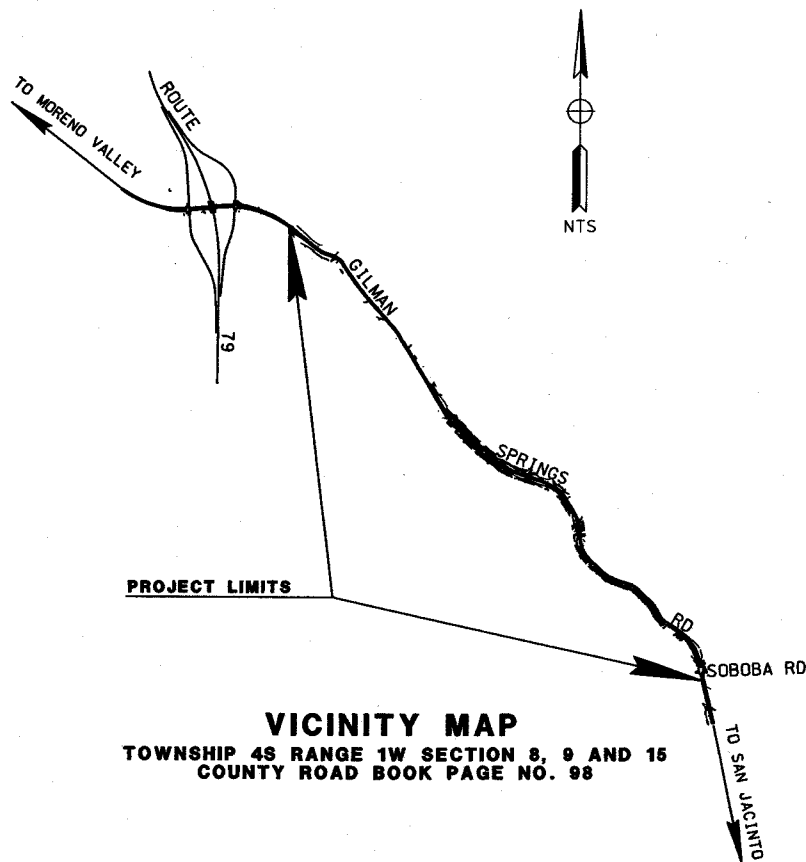 TO MORENO VALLEY
ROUTE
79
NTS
GILMAN
SPRINGS
RD
PROJECT LIMITS
SOBOBA RD
TO SAN JACINTO
VICINITY MAP
TOWNSHIP 4S RANGE 1W SECTION 8, 9 AND 15
COUNTY ROAD BOOK PAGE NO. 98